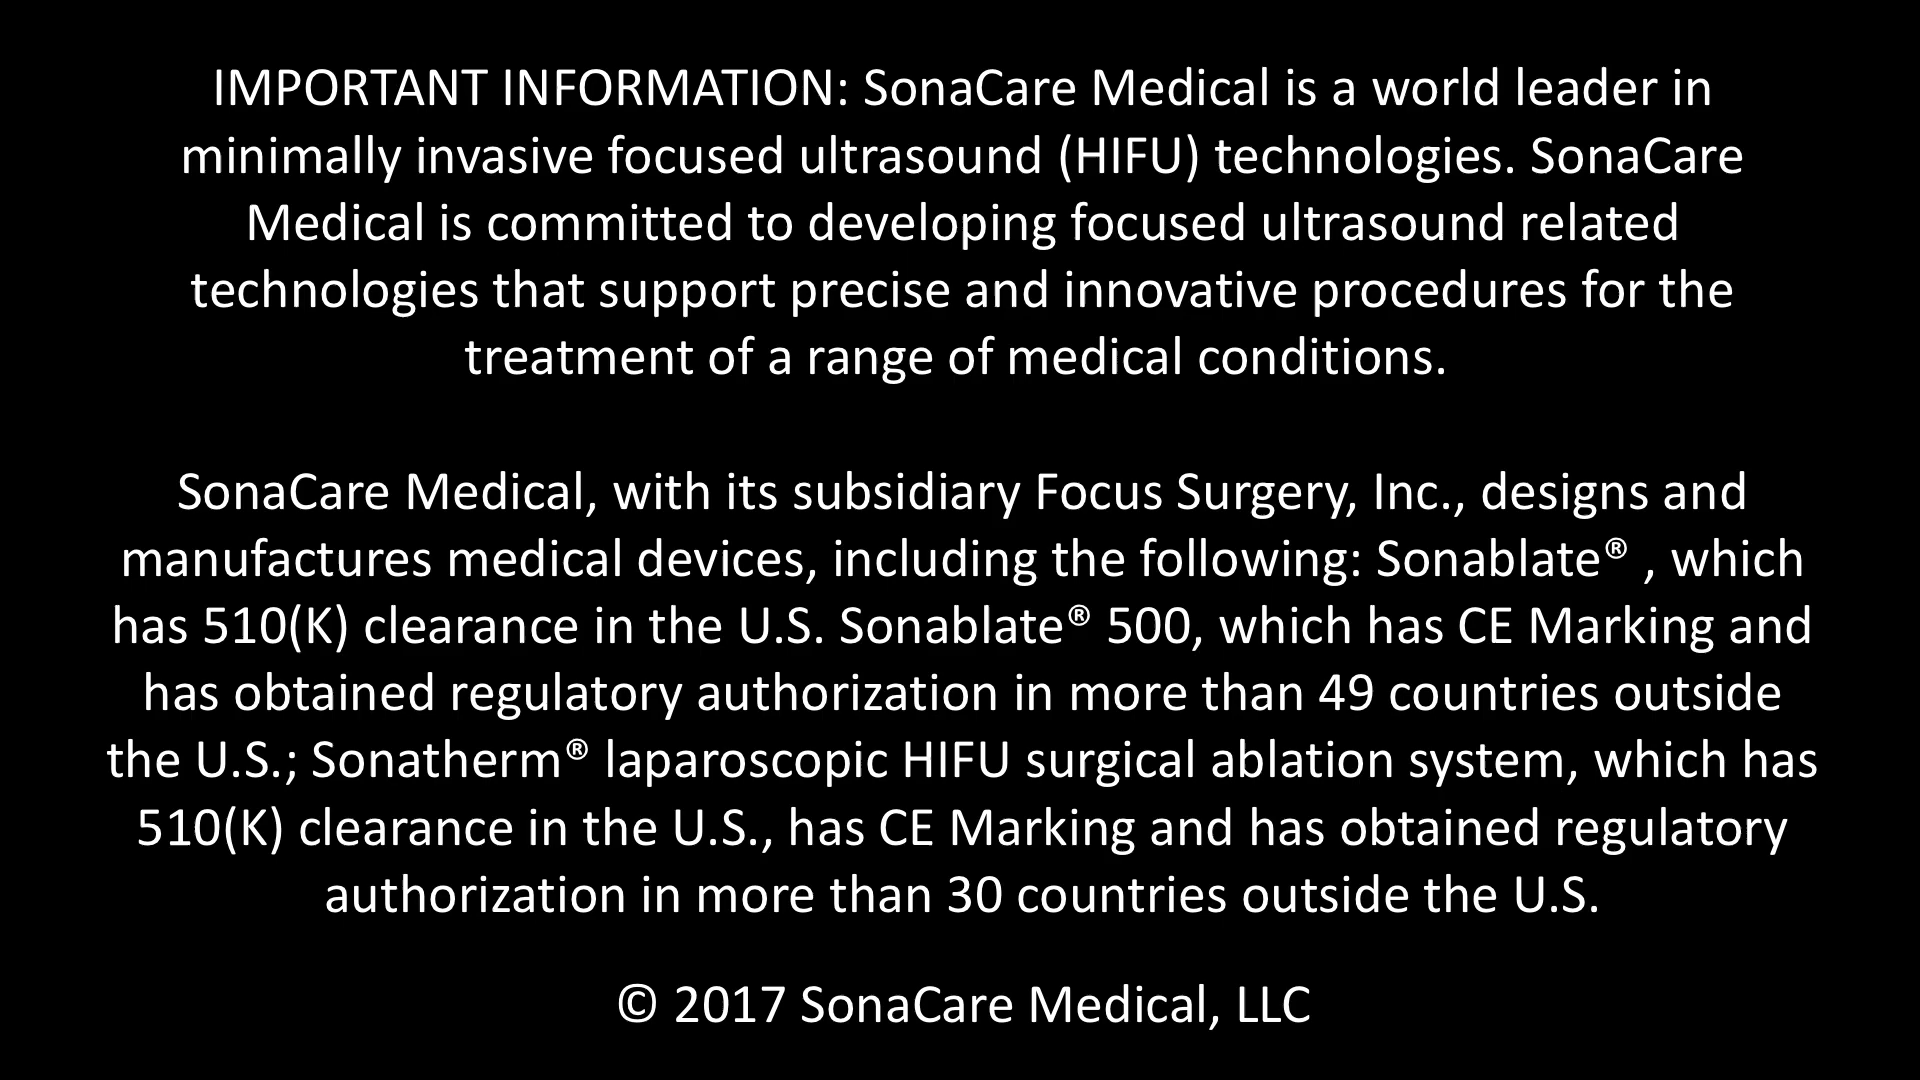 IMPORTANT INFORMATION: SonaCare Medical is a world leader in
minimally invasive focused ultrasound (HIFU) technologies. SonaCare
Medical is committed to developing focused ultrasound related
technologies that support precise and innovative procedures for the
treatment of a range of medical conditions.
SonaCare Medical, with its subsidiary Focus Surgery, Inc., designs and
manufactures medical devices, including the following: Sonablate® , which
has 510(K) clearance in the U.S. Sonablate® 500, which has CE Marking and
has obtained regulatory authorization in more than 49 countries outside
the U.S.; Sonatherm® laparoscopic HIFU surgical ablation system, which has
510(K) clearance in the U.S., has CE Marking and has obtained regulatory
authorization in more than 30 countries outside the U.S.
© 2017 SonaCare Medical, LLC